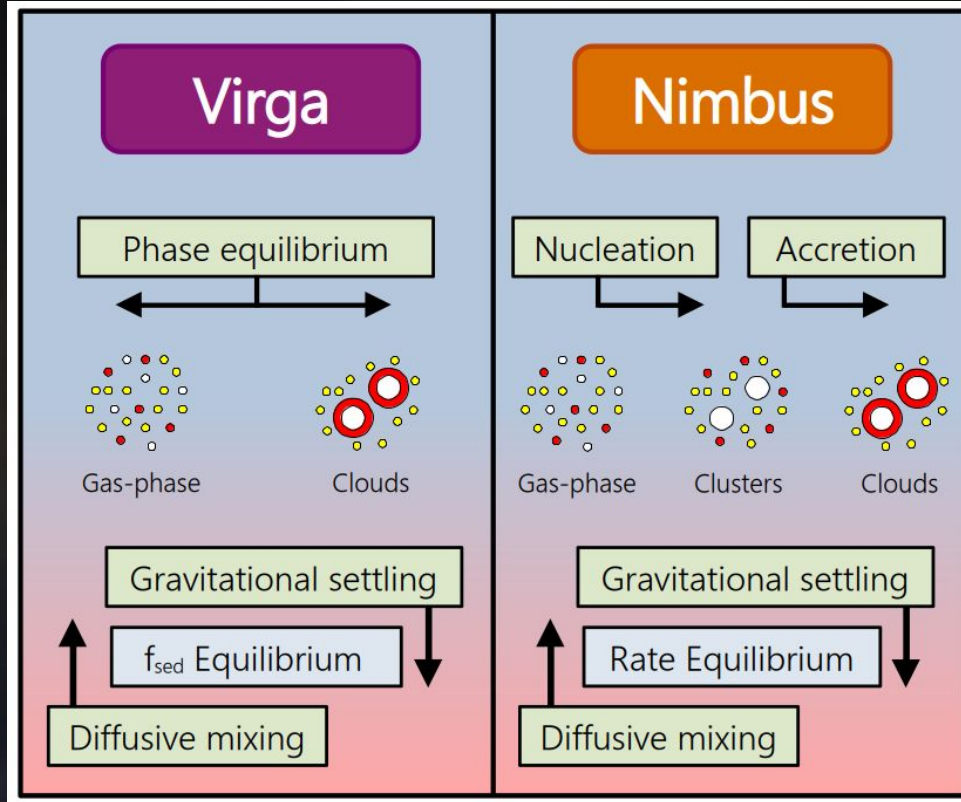 Virga
Phase equilibrium
Gas-phase
Clouds
Gravitational settling
fsed Equilibrium
Diffusive mixing
Nimbus
Nucleation
Accretion
Gas-phase
Clusters
Clouds
Gravitational settling
Rate Equilibrium
Diffusive mixing